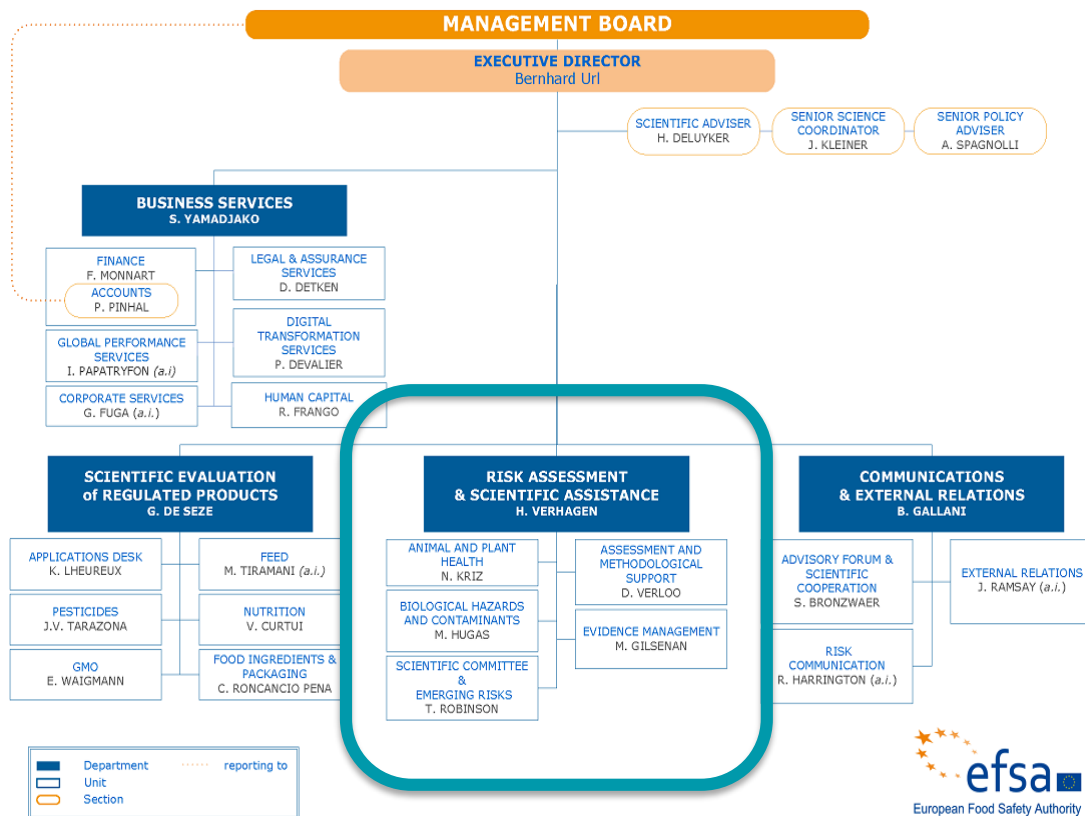 MANAGEMENT BOARD
EXECUTIVE DIRECTOR
Bernhard Url
SCIENTIFIC ADVISER
H. DELUYKER
SENIOR SCIENCE
COORDINATOR
J. KLEINER
SENIOR POLICY
ADVISER
A. SPAGNOLLI
BUSINESS SERVICES
S. YAMADJAKO
FINANCE
F. MONNART
ACCOUNTS
P. PINHAL
LEGAL & ASSURANCE
SERVICES
D. DETKEN
GLOBAL PERFORMANCE
SERVICES
I. PAPATRYFON (a.i)
DIGITAL
TRANSFORMATION
SERVICES
P. DEVALIER
CORPORATE SERVICES
G. FUGA (a.i.)
HUMAN CAPITAL
R. FRANGO
SCIENTIFIC EVALUATION
of REGULATED PRODUCTS
G. DE SEZE
APPLICATIONS DESK
K. LHEUREUX
FEED
M. TIRAMANI (a.i.)
PESTICIDES
J.V. TARAZONA
NUTRITION
V. CURTUI
GMO
E. WAIGMANN
FOOD INGREDIENTS &
PACKAGING
C. RONCANCIO PENA
RISK ASSESSMENT
& SCIENTIFIC ASSISTANCE
H. VERHAGEN
ANIMAL AND PLANT
HEALTH
N. KRIZ
ASSESSMENT AND
METHODOLOGICAL
SUPPORT
D. VERLOO
BIOLOGICAL HAZARDS
AND CONTAMINANTS
M. HUGAS
EVIDENCE MANAGEMENT
M. GILSENAN
SCIENTIFIC COMMITTEE
&
EMERGING RISKS
T. ROBINSON
COMMUNICATIONS
& EXTERNAL RELATIONS
B. GALLANI
ADVISORY FORUM &
SCIENTIFIC
COOPERATION
S. BRONZWAER
EXTERNAL RELATIONS
J. RAMSAY (a.i.)
RISK
COMMUNICATION
R. HARRINGTON (a.i.)
Department
reporting to
Unit
Section
efsa
European Food Safety Authority